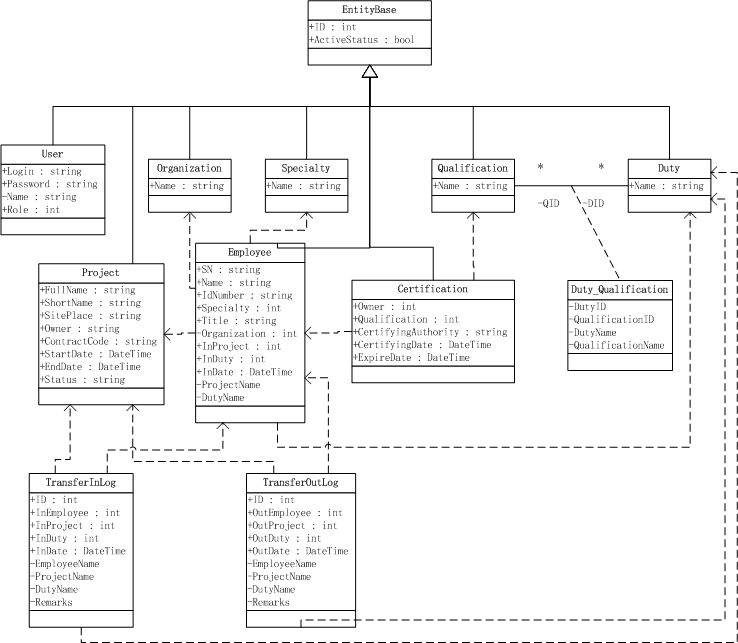 EntityBase
+ID : int
+ActiveStatus : bool
User
+Login : string
+Password : string
-Name : string
+Role : int
Organization
+Name : string
Specialty
+Name : string
Qualification
+Name : string
*
*
-QID
-DID
Duty
+Name : string
Project
+FullName : string
+ShortName : string
+SitePlace : string
+Owner : string
+ContractCode : string
+StartDate : DateTime
+EndDate : DateTime
+Status : string
Employee
+SN : string
+Name : string
+IdNumber : string
+Specialty : int
+Title : string
+Organization : int
+InProject : int
+InDuty : int
+InDate : DateTime
-ProjectName
-DutyName
Certification
+Owner : int
+Qualification : int
+CertifyingAuthority : string
+CertifyingDate : DateTime
+ExpireDate : DateTime
Duty_Qualification
-DutyID
-QualificationID
-DutyName
-QualificationName
TransferInLog
+ID : int
+InEmployee : int
+InProject : int
+InDuty : int
+InDate : DateTime
-EmployeeName
-ProjectName
-DutyName
-Remarks
TransferOutLog
+ID : int
+OutEmployee : int
+OutProject : int
+OutDuty : int
+OutDate : DateTime
-EmployeeName
-ProjectName
-DutyName
-Remarks